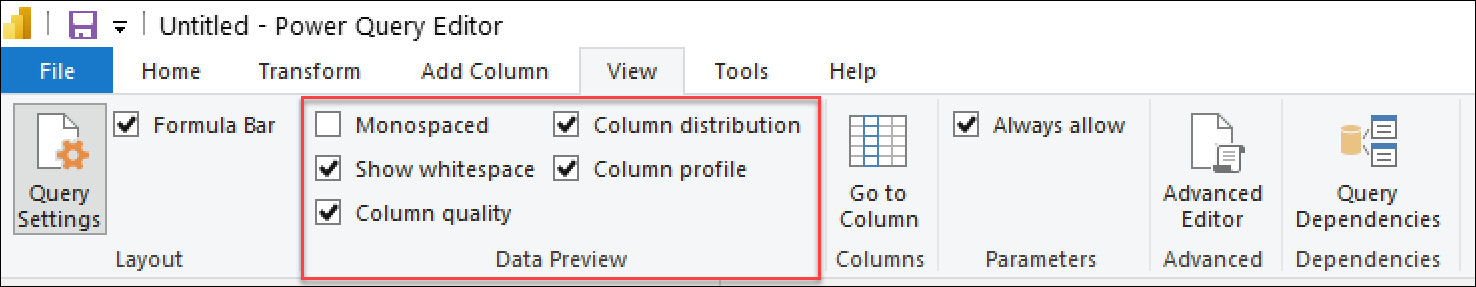 Untitled - Power Query Editor
File Home Transform Add Column View Tools Help
Query Settings
Formula Bar
Layout
Monospaced
Show whitespace
Column quality
Column distribution
Column profile
Data Preview
Go to
Column
Columns
Always allow
Parameters
Advanced
Editor
Advanced
Query
Dependencies
Dependencies